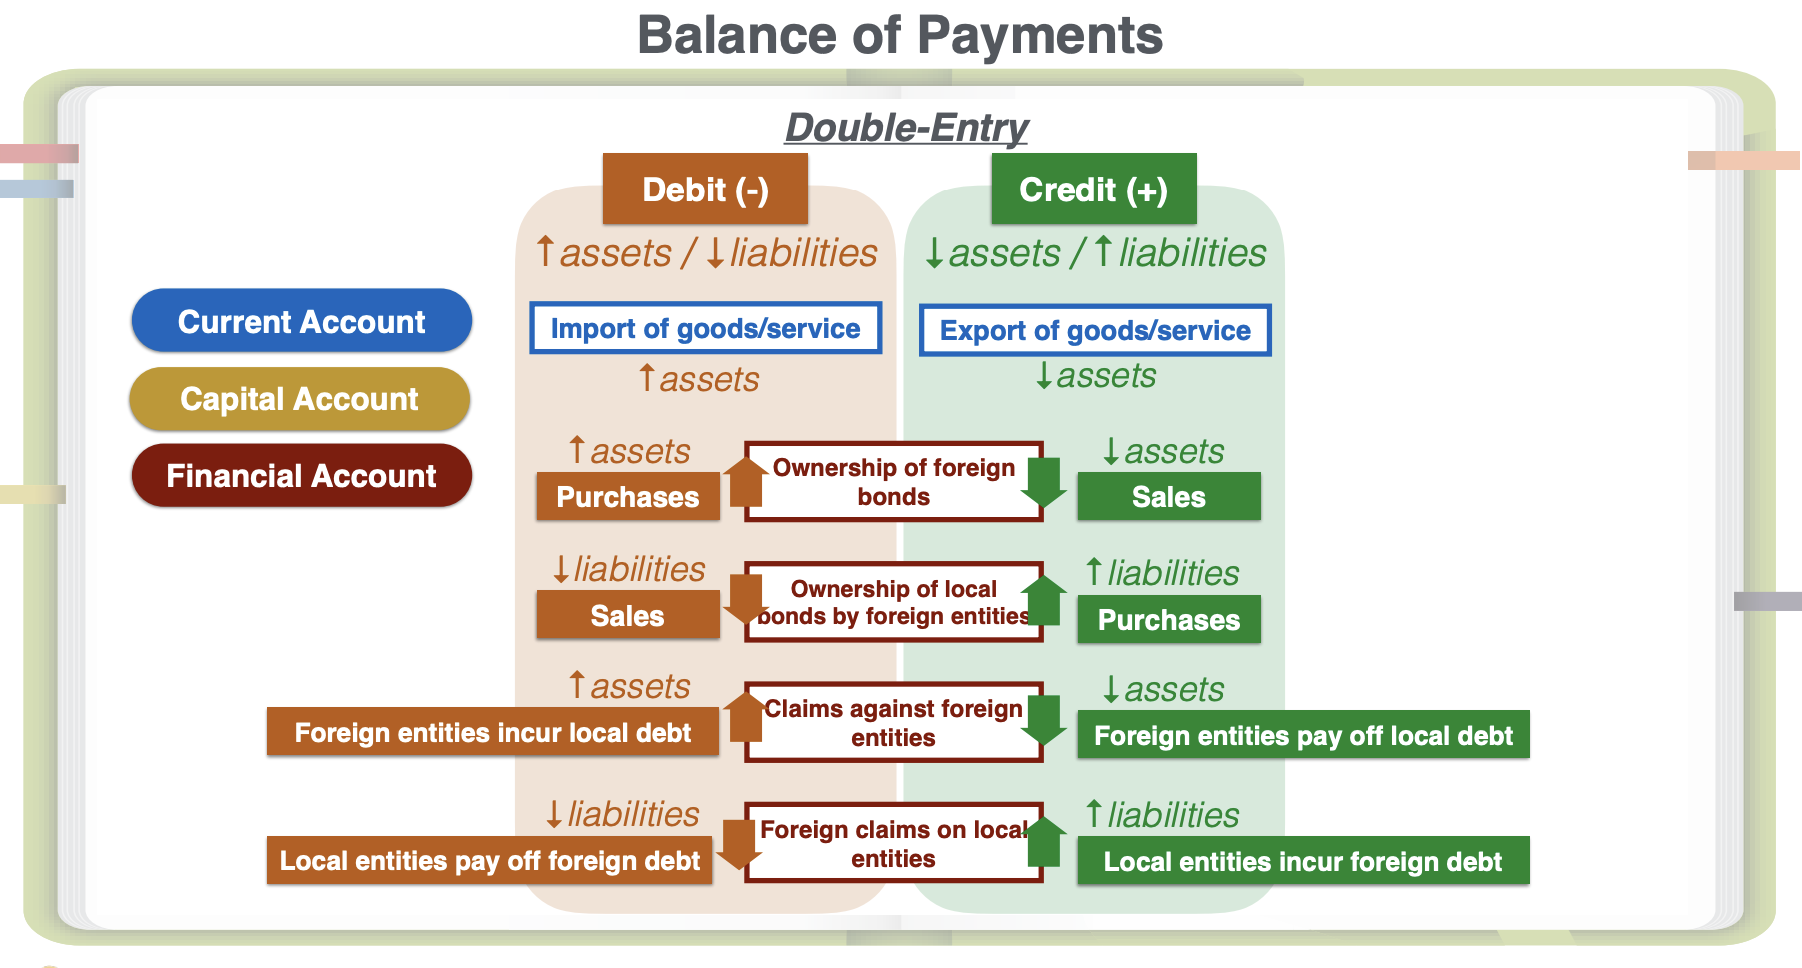 Balance of Payments
Double-Entry
Debit (-)
Credit (+)
↑assets / ↓liabilities
↓assets / ↑liabilities
Current Account
Import of goods/service
Export of goods/service
↑assets
↓assets
Capital Account
Financial Account
↑assets
↓assets
Purchases
Ownership of foreign
bonds
Sales
↓liabilities
↑liabilities
Sales
Ownership of local
bonds by foreign entities
Purchases
↑assets
↓assets
Foreign entities incur local debt
Claims against foreign
entities
Foreign entities pay off local debt
↓liabilities
↑liabilities
Local entities pay off foreign debt
Foreign claims on local
entities
Local entities incur foreign debt